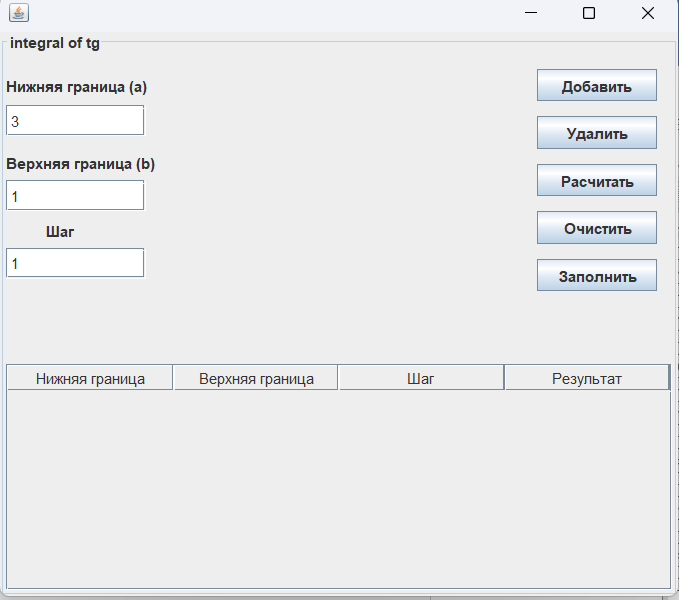 integral of tg
Нижняя граница (a)
3
Верхняя граница (b)
1
Шаг
1
Добавить
Удалить
Расчитать
Очистить
Заполнить
Нижняя граница Верхняя граница Шаг Результат